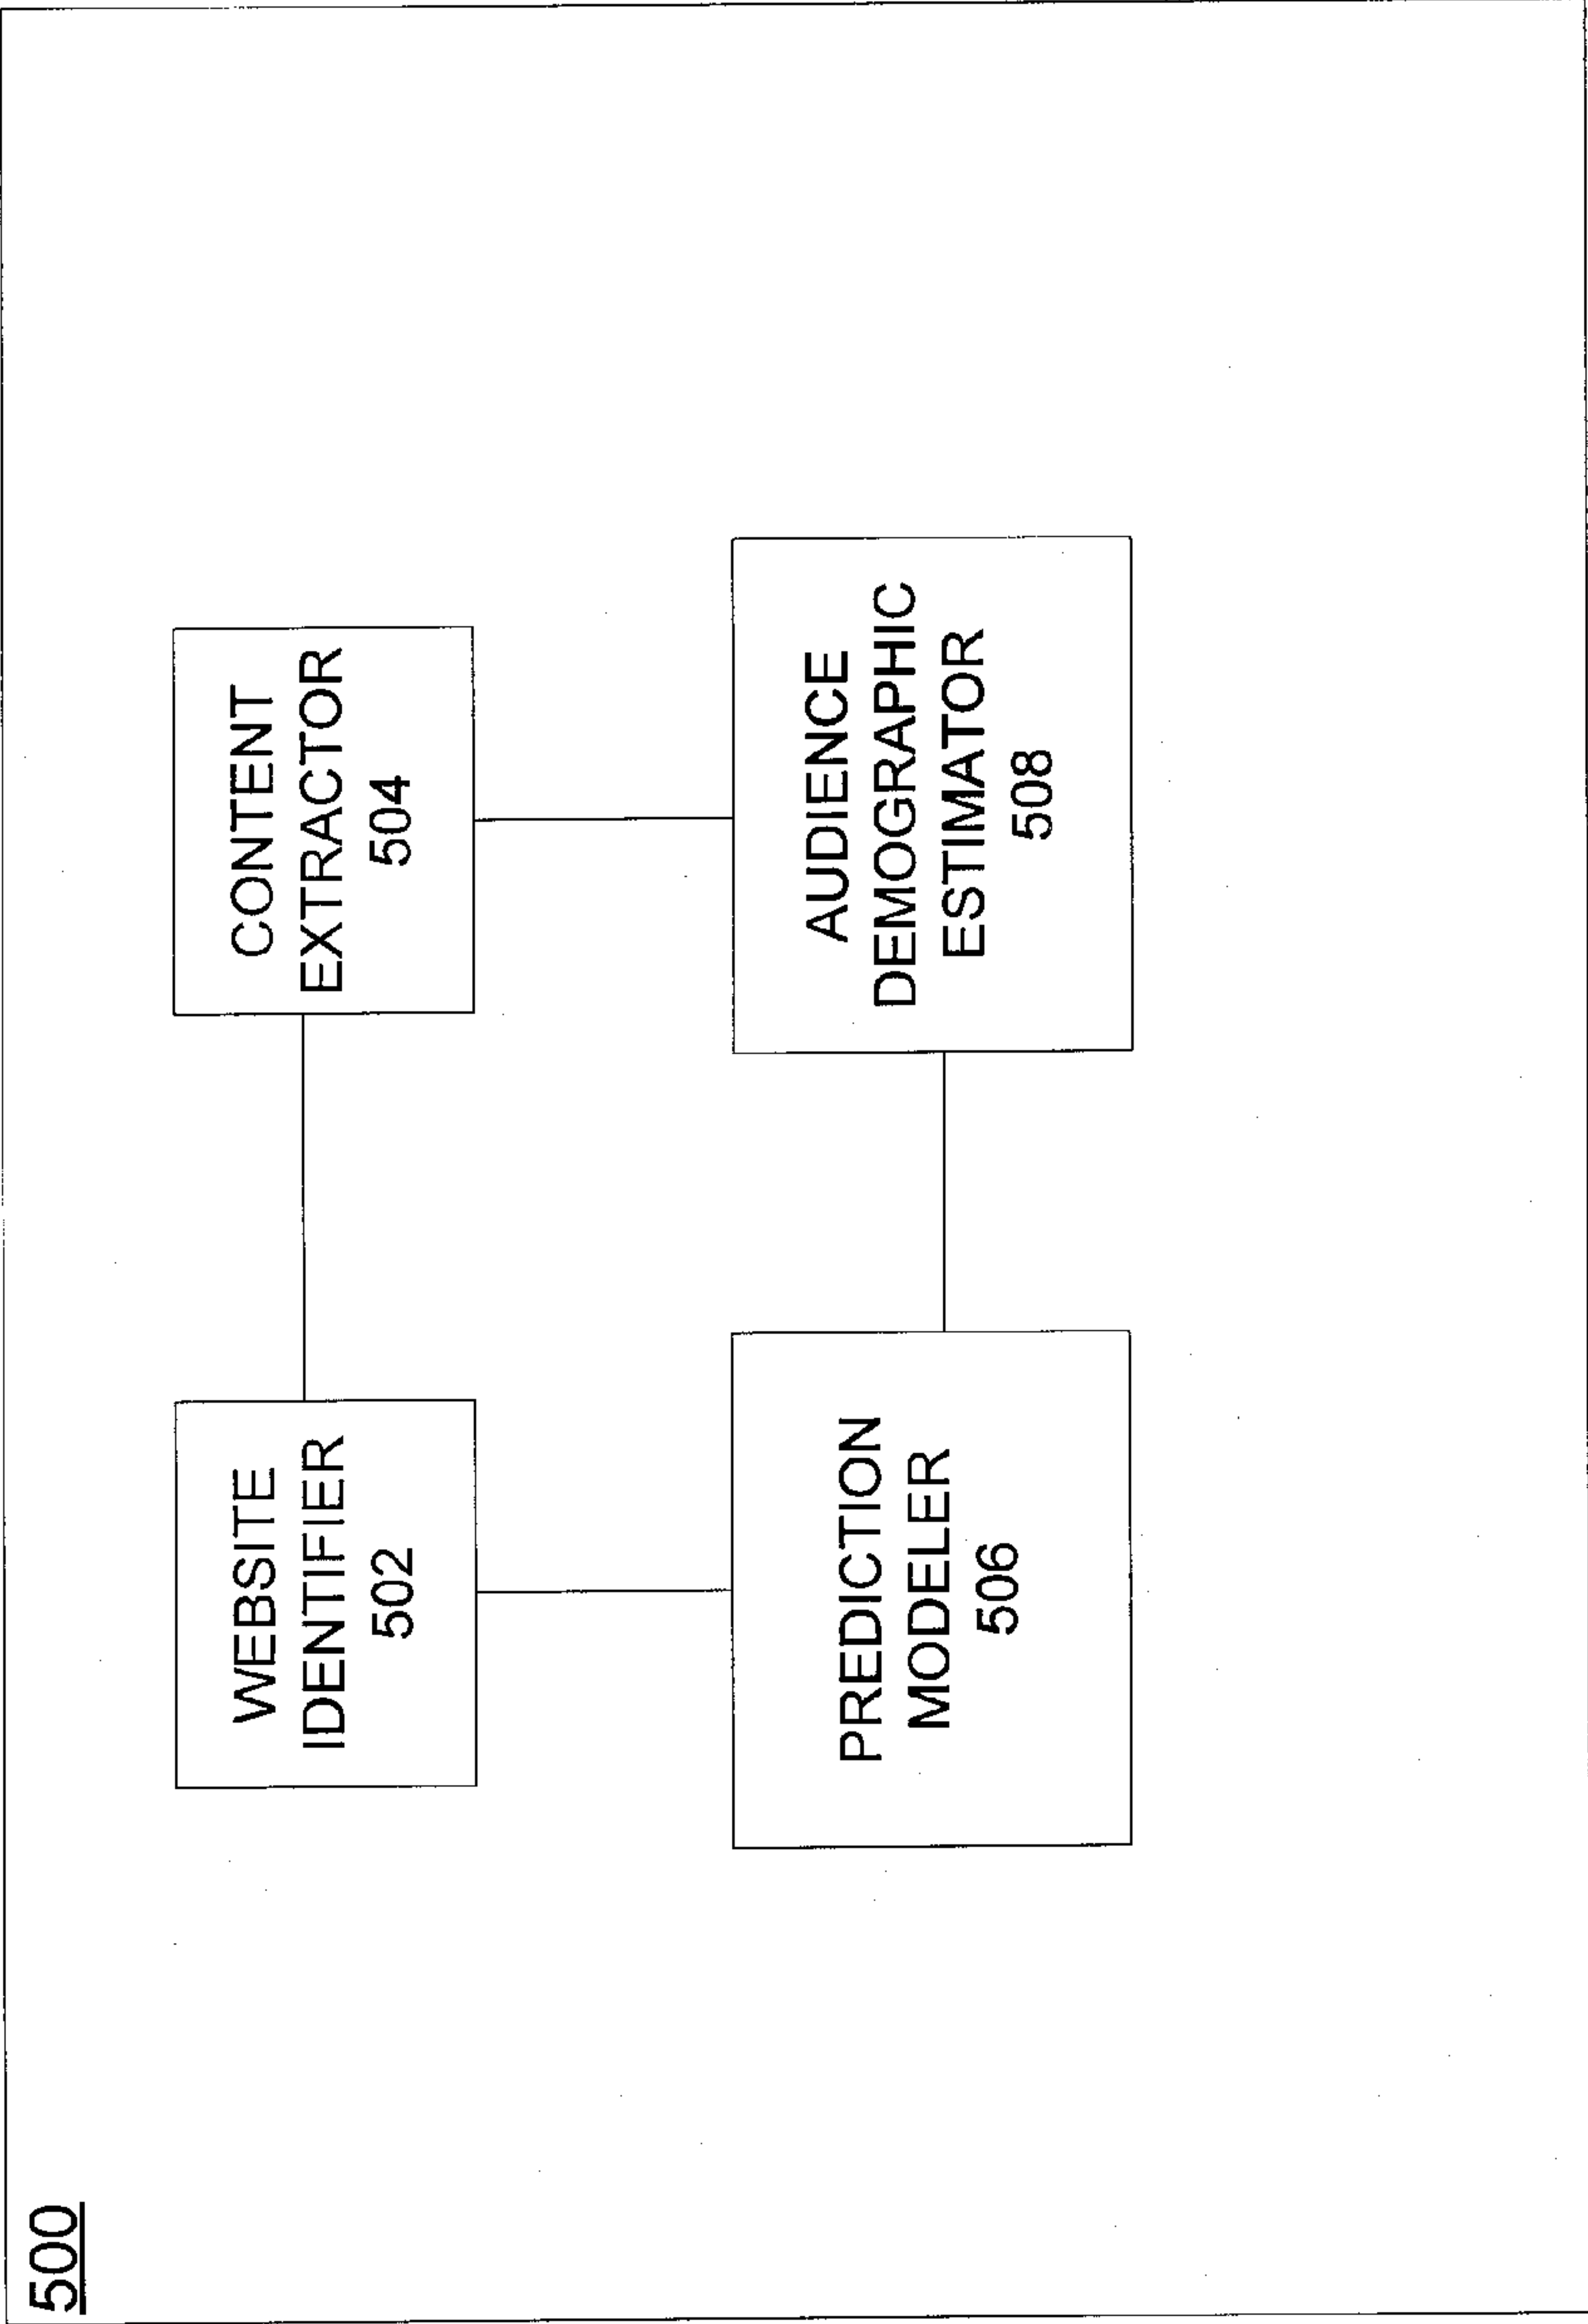 500
WEBSITE
IDENTIFIER
502
CONTENT
EXTRACTOR
504
PREDICTION
MODELER
506
AUDIENCE
DEMOGRAPHIC
ESTIMATOR
508